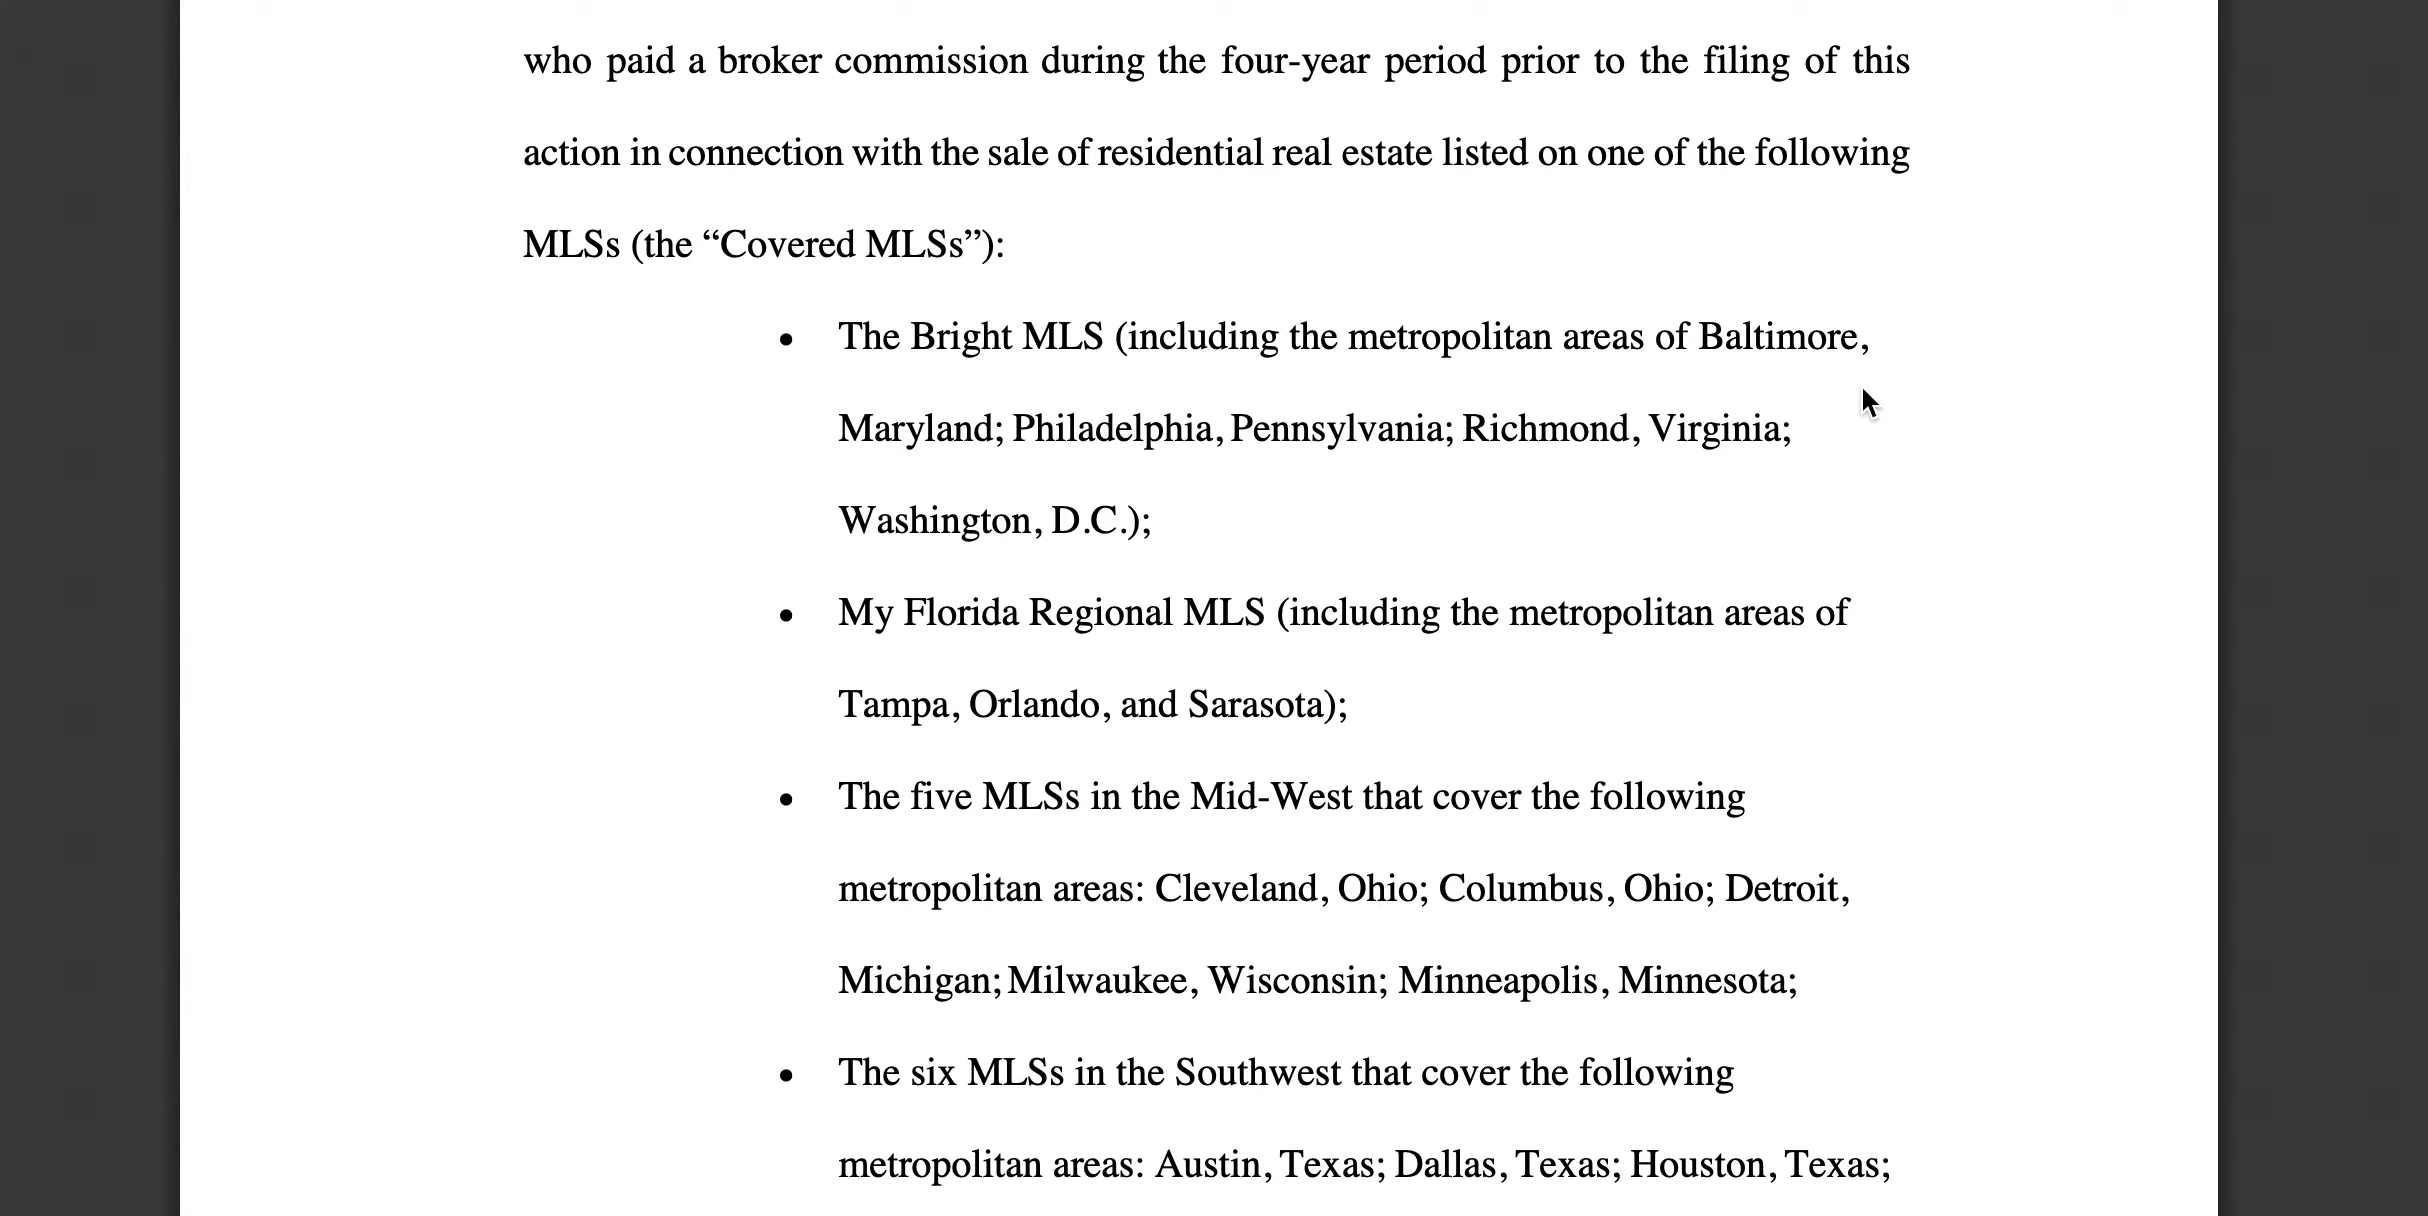 who paid a broker commission during the four-year period prior to the filing of this
action in connection with the sale of residential real estate listed on one of the following
MLSs (the “Covered MLSs”):
• The Bright MLS (including the metropolitan areas of Baltimore,
Maryland; Philadelphia, Pennsylvania; Richmond, Virginia;
Washington, D.C.);
• My Florida Regional MLS (including the metropolitan areas of
Tampa, Orlando, and Sarasota);
• The five MLSs in the Mid-West that cover the following
metropolitan areas: Cleveland, Ohio; Columbus, Ohio; Detroit,
Michigan; Milwaukee, Wisconsin; Minneapolis, Minnesota;
• The six MLSs in the Southwest that cover the following
metropolitan areas: Austin, Texas; Dallas, Texas; Houston, Texas;